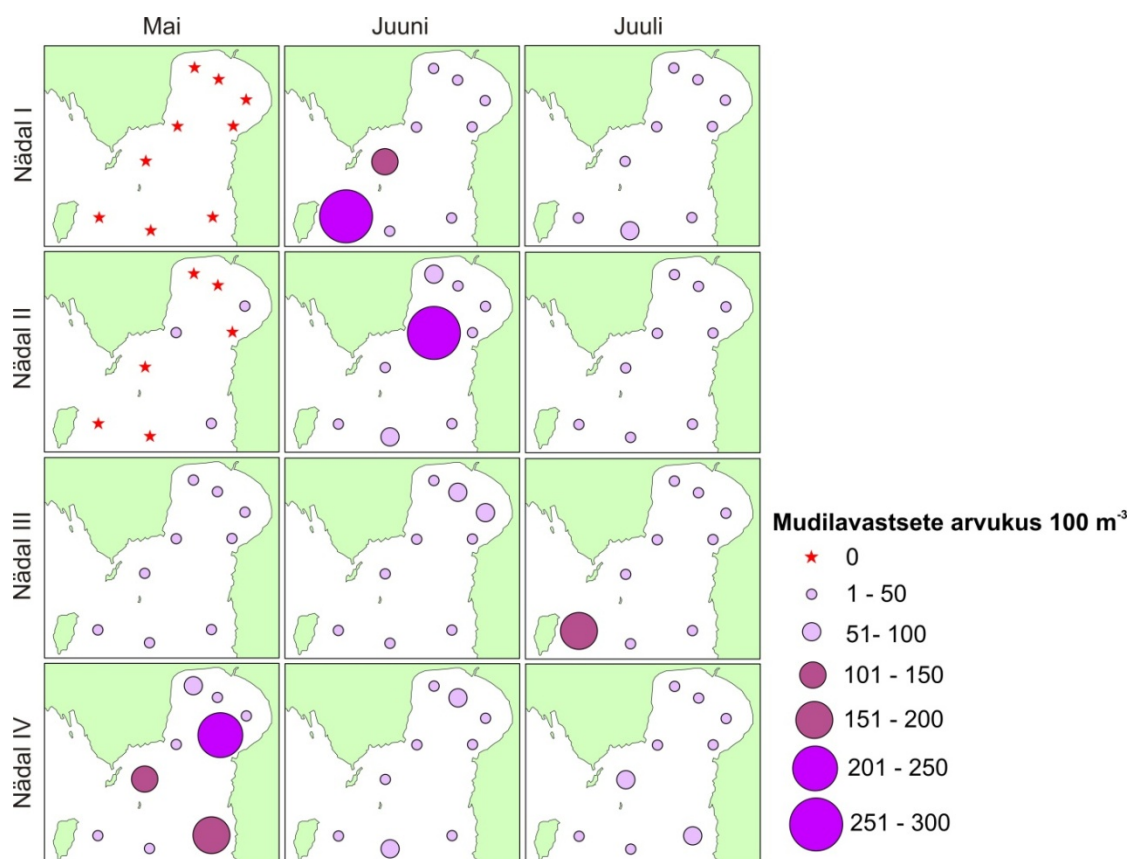 Mai Juuni Juuli
Nädal I
Nädal II
Nädal III
Nädal IV
Mudilavastsete arvukus 100 m⁻³
0
1 - 50
51- 100
101 - 150
151 - 200
201 - 250
251 - 300